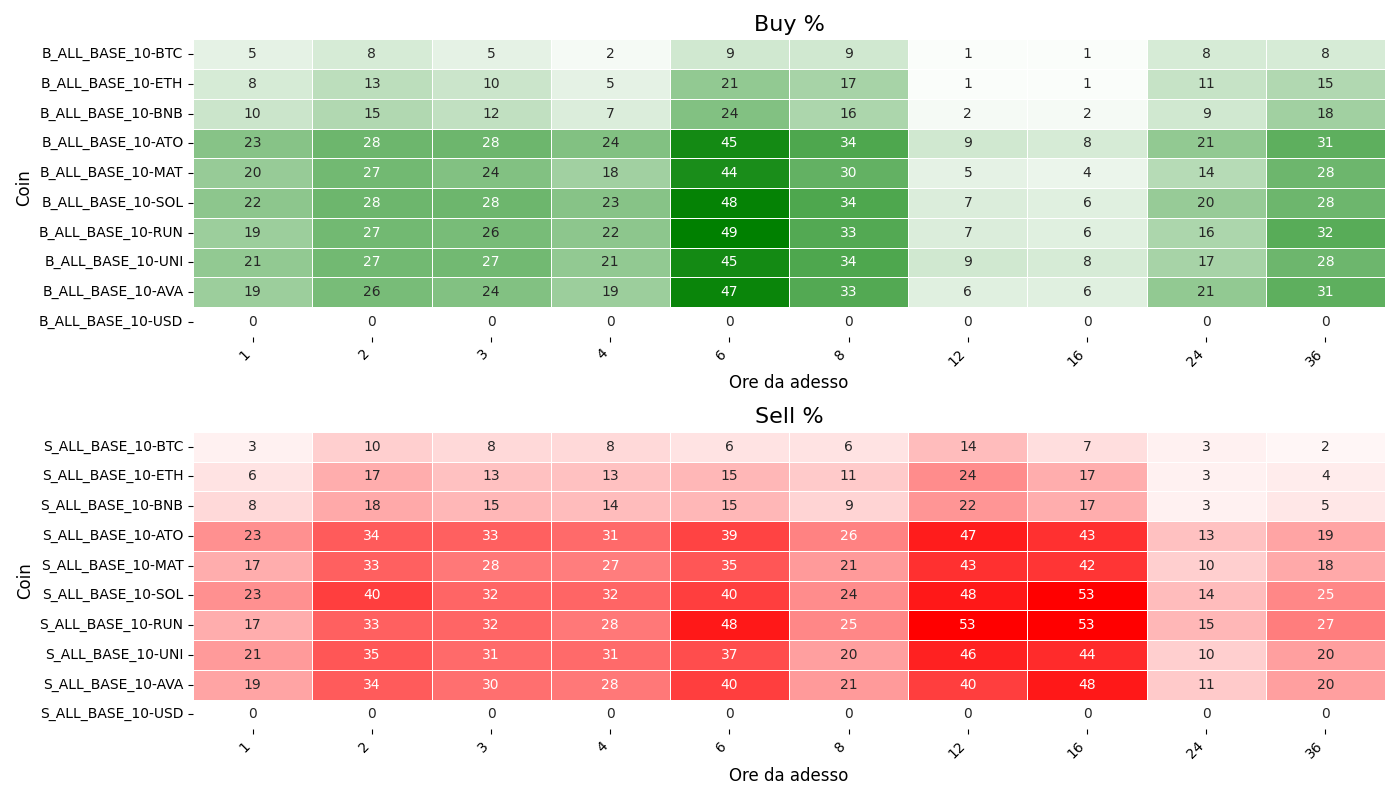 Buy %
Coin
B_ALL_BASE_10-BTC 5 8 5 2 9 9 1 1 8 8
B_ALL_BASE_10-ETH 8 13 10 5 21 17 1 1 11 15
B_ALL_BASE_10-BNB 10 15 12 7 24 16 2 2 9 18
B_ALL_BASE_10-ATO 23 28 28 24 45 34 9 8 21 31
B_ALL_BASE_10-MAT 20 27 24 18 44 30 5 4 14 28
B_ALL_BASE_10-SOL 22 28 28 23 48 34 7 6 20 28
B_ALL_BASE_10-RUN 19 27 26 22 49 33 7 6 16 32
B_ALL_BASE_10-UNI 21 27 27 21 45 34 9 8 17 28
B_ALL_BASE_10-AVA 19 26 24 19 47 33 6 6 21 31
B_ALL_BASE_10-USD 0 0 0 0 0 0 0 0 0 0
1 2 3 4 6 8 12 16 24 36
Ore da adesso
Sell %
Coin
S_ALL_BASE_10-BTC 3 10 8 8 6 6 14 7 3 2
S_ALL_BASE_10-ETH 6 17 13 13 15 11 24 17 3 4
S_ALL_BASE_10-BNB 8 18 15 14 15 9 22 17 3 5
S_ALL_BASE_10-ATO 23 34 33 31 39 26 47 43 13 19
S_ALL_BASE_10-MAT 17 33 28 27 35 21 43 42 10 18
S_ALL_BASE_10-SOL 23 40 32 32 40 24 48 53 14 25
S_ALL_BASE_10-RUN 17 33 32 28 48 25 53 53 15 27
S_ALL_BASE_10-UNI 21 35 31 31 37 20 46 44 10 20
S_ALL_BASE_10-AVA 19 34 30 28 40 21 40 48 11 20
S_ALL_BASE_10-USD 0 0 0 0 0 0 0 0 0 0
1 2 3 4 6 8 12 16 24 36
Ore da adesso